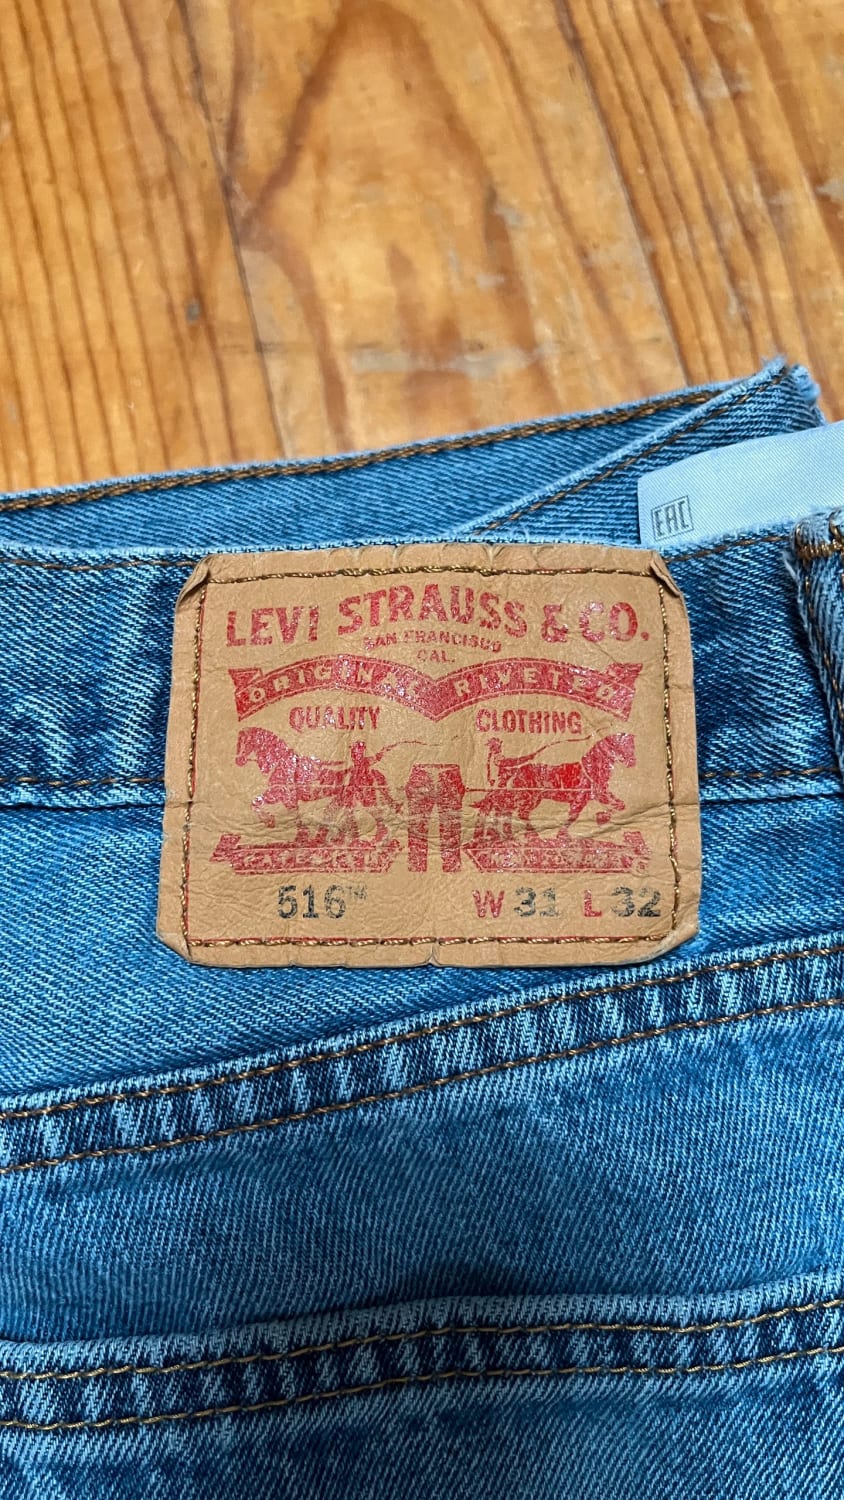 EAC
LEVI STRAUSS & CO.
SAN FRANCISCO
CAL.
ORIGINAL RIVETED
QUALITY CLOTHING
516™ W 31 L 32